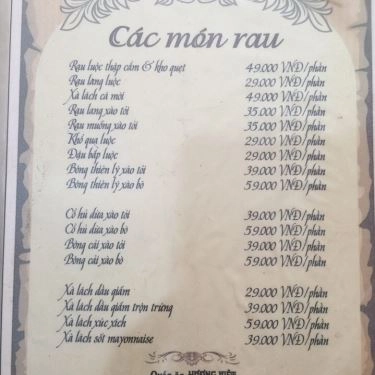 Các món rau
Rau luộc thập cẩm & kho quẹt 49.000 VNĐ/phần
Rau lang luộc 29.000 VNĐ/phần
Xà lách cá mòi 49.000 VNĐ/phần
Rau lang xào tỏi 35.000 VNĐ/phần
Rau muống xào tỏi 35.000 VNĐ/phần
Khổ qua luộc 29.000 VNĐ/phần
Đậu bắp luộc 29.000 VNĐ/phần
Bông thiên lý xào tỏi 39.000 VNĐ/phần
Bông thiên lý xào bò 59.000 VNĐ/phần
Cổ hủ dừa xào tỏi 39.000 VNĐ/phần
Cổ hủ dừa xào bò 59.000 VNĐ/phần
Bông cải xào tỏi 39.000 VNĐ/phần
Bông cải xào bò 59.000 VNĐ/phần
Xà lách dầu giấm 29.000 VNĐ/phần
Xà lách dầu giấm trộn trứng 39.000 VNĐ/phần
Xà lách xúc xích 59.000 VNĐ/phần
Xà lách sốt mayonnaise 39.000 VNĐ/phần